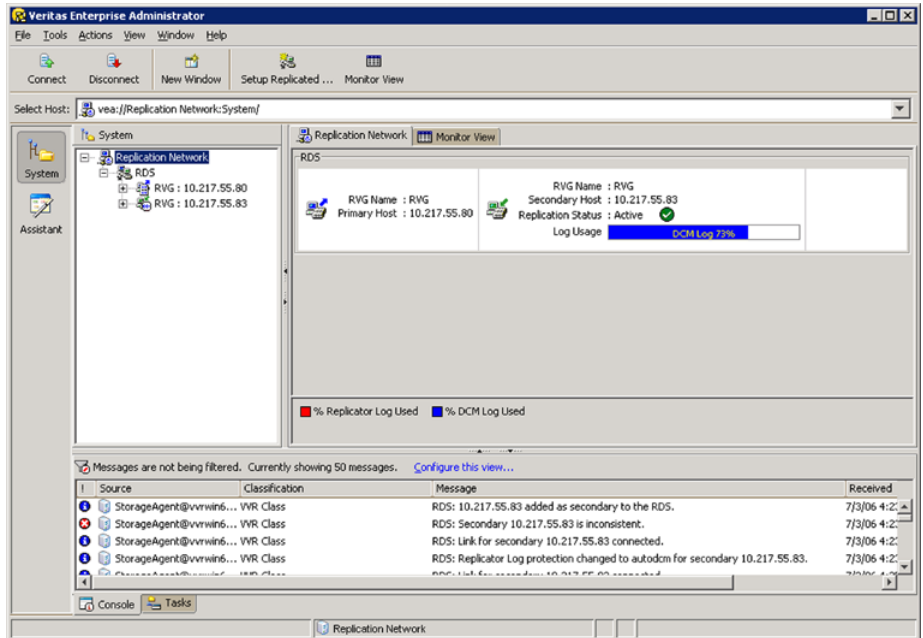 Veritas Enterprise Administrator
File Tools Actions View Window Help
Connect Disconnect New Window Setup Replicated ... Monitor View
Select Host: vea://Replication Network:System/
System
Assistant
System
Replication Network
RDS
RVG : 10.217.55.80
RVG : 10.217.55.83
Replication Network Monitor View
RDS
RVG Name : RVG
Primary Host : 10.217.55.80
RVG Name : RVG
Secondary Host : 10.217.55.83
Replication Status : Active
Log Usage DCM Log 73%
% Replicator Log Used % DCM Log Used
Messages are not being filtered. Currently showing 50 messages. Configure this view...
! Source Classification Message Received
StorageAgent@vvrwin6... VVR Class RDS: 10.217.55.83 added as secondary to the RDS. 7/3/06 4:2
StorageAgent@vvrwin6... VVR Class RDS: Secondary 10.217.55.83 is inconsistent. 7/3/06 4:2
StorageAgent@vvrwin6... VVR Class RDS: Link for secondary 10.217.55.83 connected. 7/3/06 4:2
StorageAgent@vvrwin6... VVR Class RDS: Replicator Log protection changed to autodcm for secondary 10.217.55.83. 7/3/06 4:2
Console Tasks
Replication Network